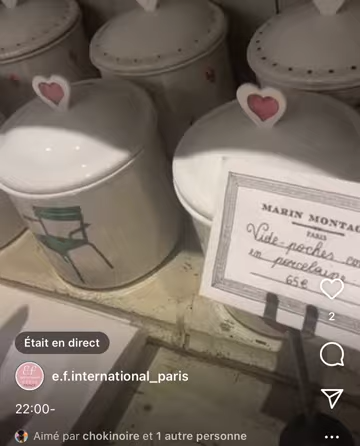 MARIN MONTAG
PARIS
Vide-poches co
en porcelaine
65€
2
Était en direct
e.f.international_paris
22:00-
Aimé par chokinoire et 1 autre personne